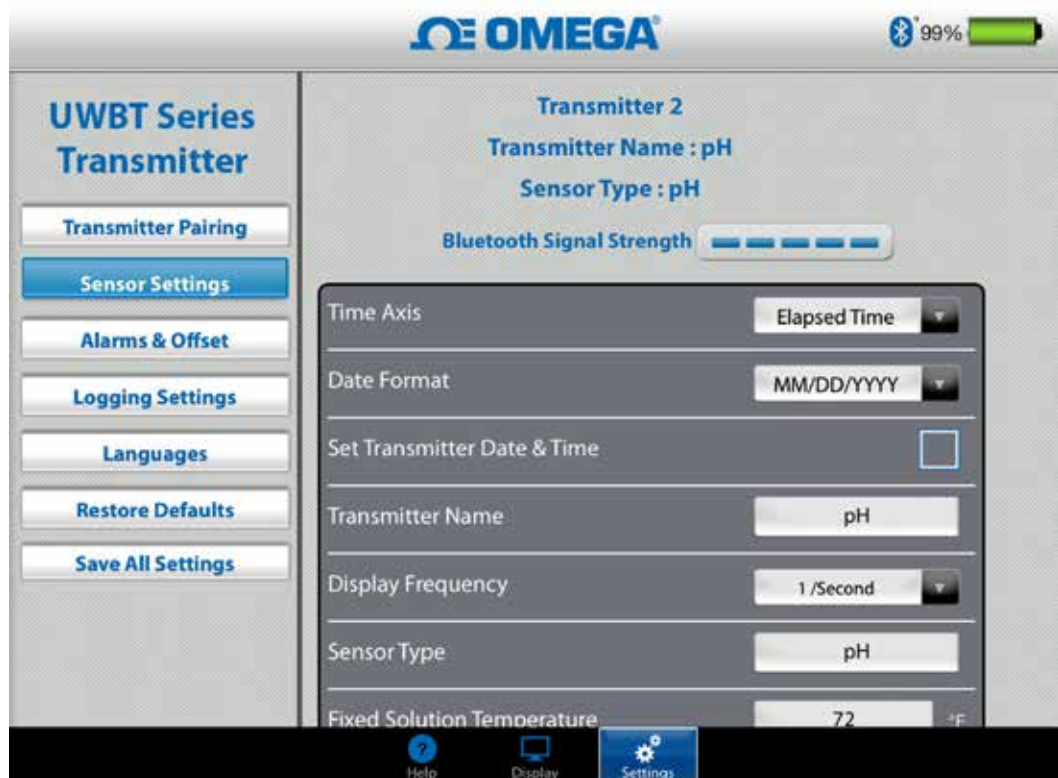 OMEGA®
99%
UWBT Series
Transmitter
Transmitter Pairing
Sensor Settings
Alarms & Offset
Logging Settings
Languages
Restore Defaults
Save All Settings
Transmitter 2
Transmitter Name : pH
Sensor Type : pH
Bluetooth Signal Strength
Time Axis Elapsed Time
Date Format MM/DD/YYYY
Set Transmitter Date & Time
Transmitter Name pH
Display Frequency 1 /Second
Sensor Type pH
Fixed Solution Temperature 72 °F
? Help Display Settings